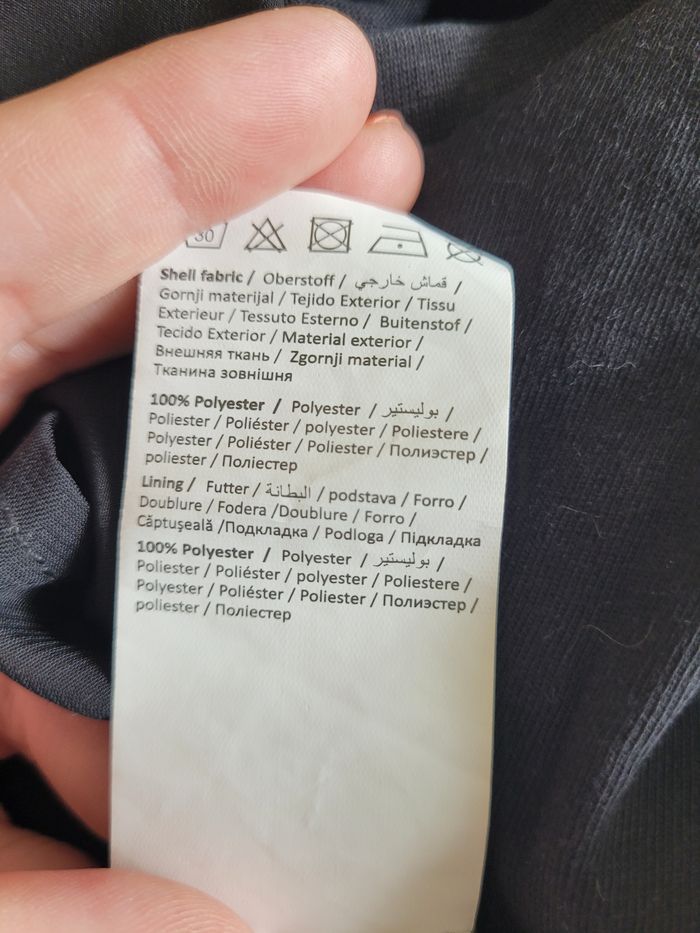 30
Shell fabric / Oberstoff / قماش خارجي /
Gornji materijal / Tejido Exterior / Tissu
Exterieur / Tessuto Esterno / Buitenstof /
Tecido Exterior / Material exterior /
Внешняя ткань / Zgornji material /
Тканина зовнішня
100% Polyester / Polyester / بوليستير /
Poliester / Poliéster / polyester / Poliestere /
Polyester / Poliéster / Poliester / Полиэстер /
poliester / Поліестер
Lining / Futter / البطانة / podstava / Forro /
Doublure / Fodera /Doublure / Forro /
Căptușeală /Подкладка / Podloga / Підкладка
100% Polyester / Polyester / بوليستير /
Poliester / Poliéster / polyester / Poliestere /
Polyester / Poliéster / Poliester / Полиэстер /
poliester / Поліестер